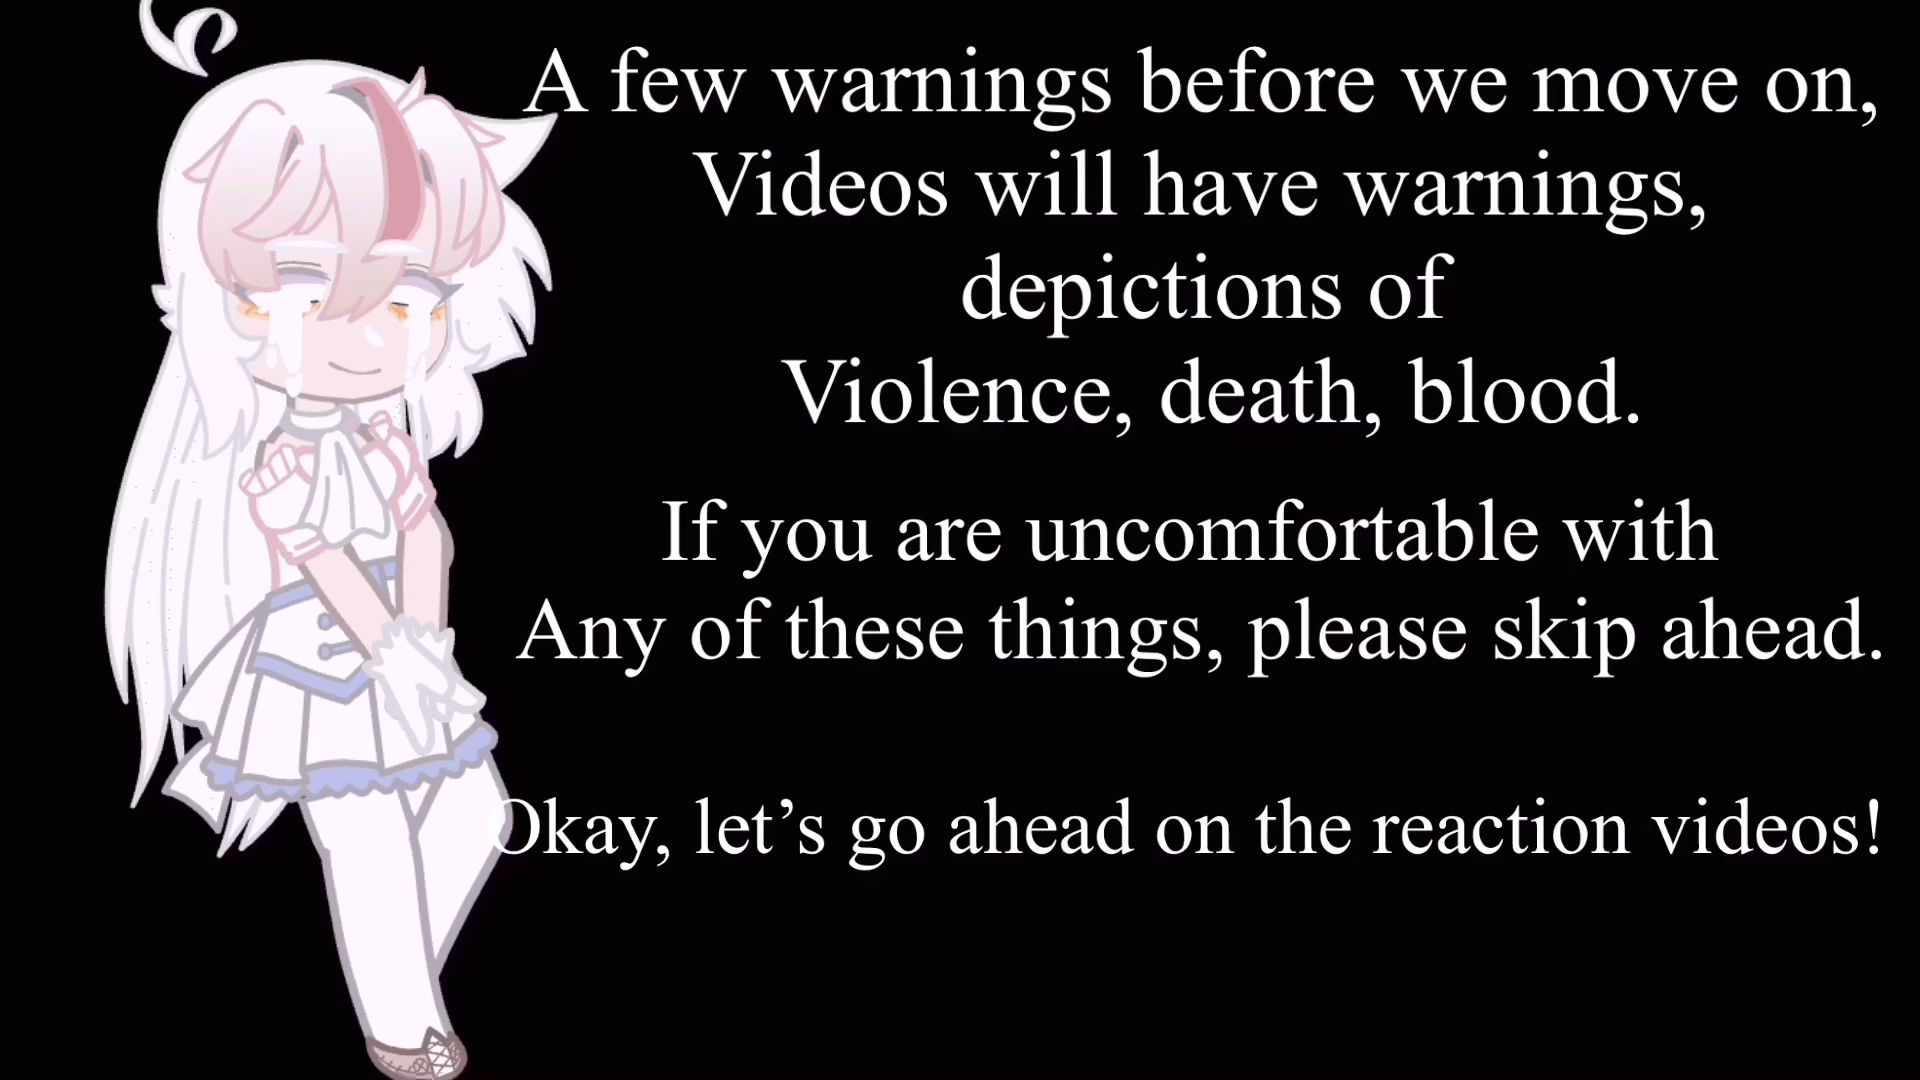 A few warnings before we move on,
Videos will have warnings,
depictions of
Violence, death, blood.
If you are uncomfortable with
Any of these things, please skip ahead.
Okay, let’s go ahead on the reaction videos!